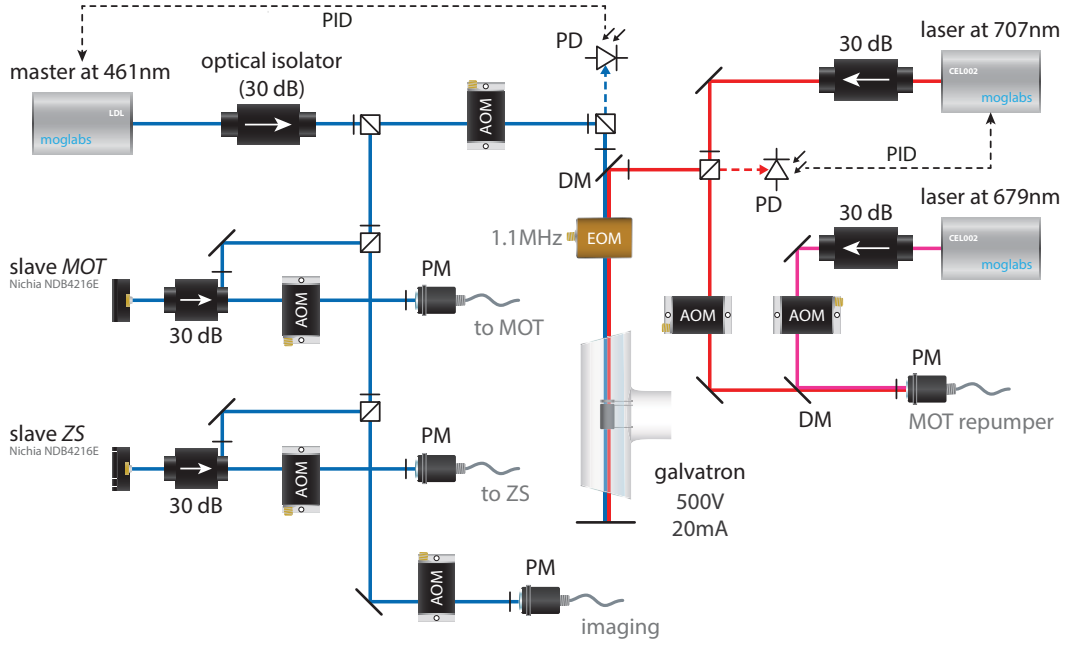 PID
master at 461nm
LDL
moglabs
optical isolator
(30 dB)
AOM
PD
30 dB
laser at 707nm
CEL002
moglabs
PID
PD
DM
1.1MHz
EOM
30 dB
laser at 679nm
CEL002
moglabs
slave MOT
Nichia NDB4216E
30 dB
AOM
PM
to MOT
AOM
AOM
PM
DM
MOT repumper
slave ZS
Nichia NDB4216E
30 dB
AOM
PM
to ZS
galvatron
500V
20mA
AOM
PM
imaging